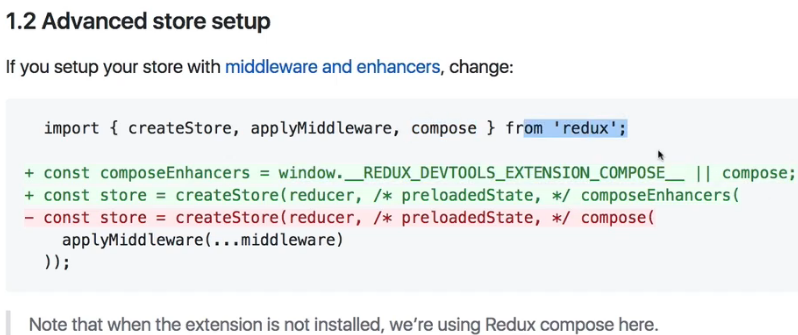 1.2 Advanced store setup
If you setup your store with middleware and enhancers, change:
import { createStore, applyMiddleware, compose } from 'redux';
+ const composeEnhancers = window.__REDUX_DEVTOOLS_EXTENSION_COMPOSE__ || compose;
+ const store = createStore(reducer, /* preloadedState, */ composeEnhancers(
- const store = createStore(reducer, /* preloadedState, */ compose(
applyMiddleware(...middleware)
));
Note that when the extension is not installed, we're using Redux compose here.